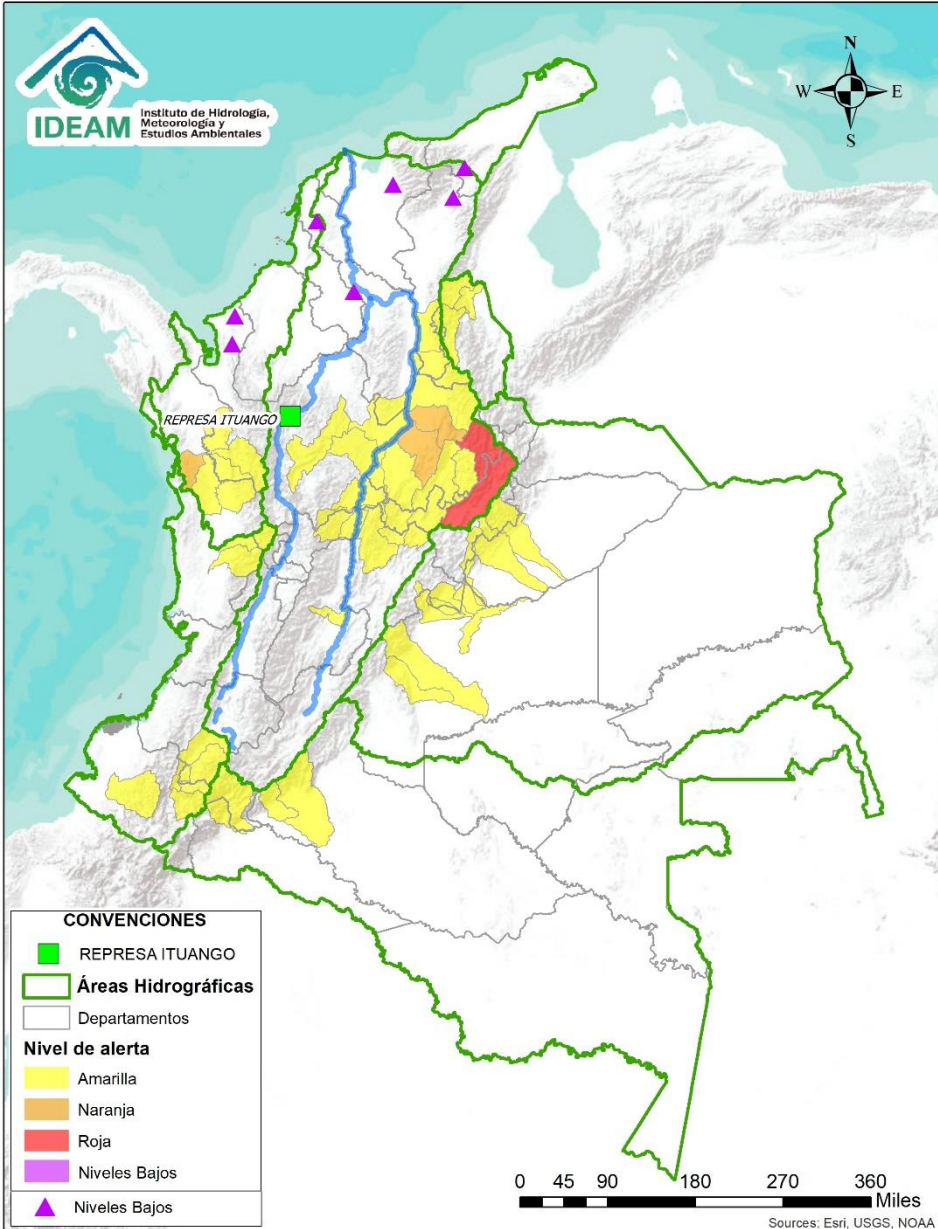 IDEAM
Instituto de Hidrología,
Meteorología y
Estudios Ambientales
N
W
E
S
REPRESA ITUANGO
CONVENCIONES
REPRESA ITUANGO
Áreas Hidrográficas
Departamentos
Nivel de alerta
Amarilla
Naranja
Roja
Niveles Bajos
Niveles Bajos
0 45 90 180 270 360
Miles
Sources: Esri, USGS, NOAA